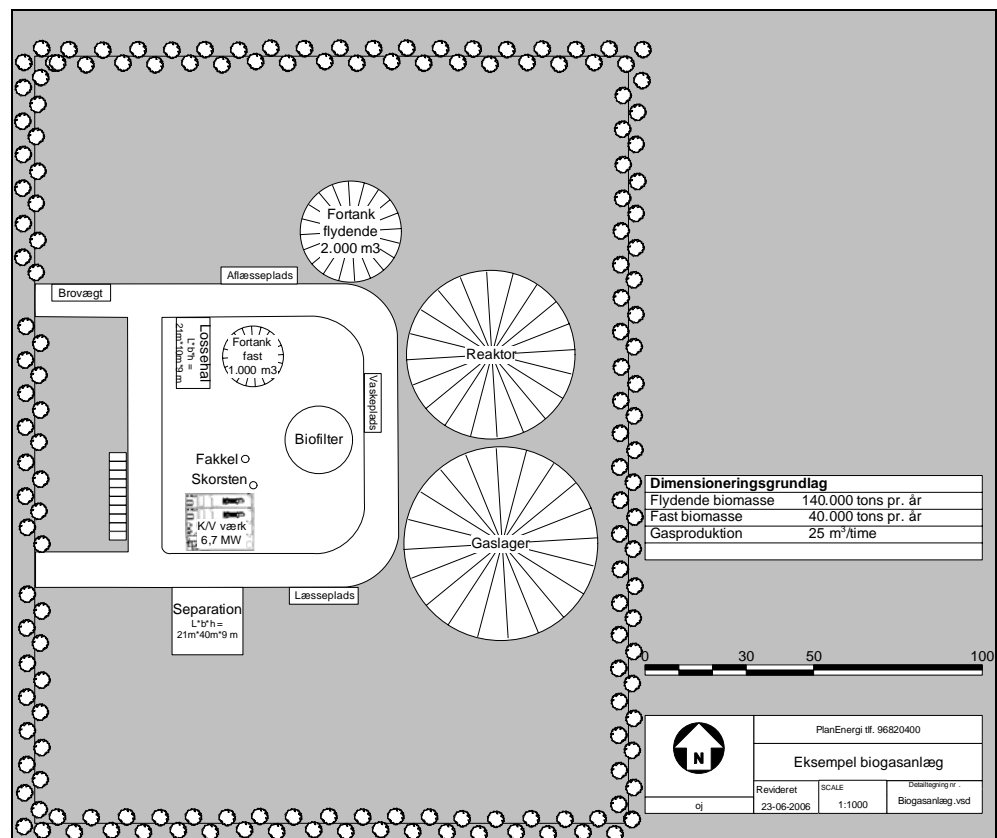 Fortank
flydende
2.000 m3
Aflæsseplads
Brovægt
Lossehal
L*b*h =
21m*10m*9 m
Fortank
fast
1.000 m3
Reaktor
Vaskeplads
Biofilter
Fakkel
Skorsten
K/V værk
6,7 MW
Gaslager
Læsseplads
Separation
L*b*h =
21m*40m*9 m
Dimensioneringsgrundlag
Flydende biomasse 140.000 tons pr. år
Fast biomasse 40.000 tons pr. år
Gasproduktion 25 m³/time
0 30 50 100
N
oj
PlanEnergi tlf. 96820400
Eksempel biogasanlæg
Revideret
23-06-2006
SCALE
1:1000
Detailtegning nr .
Biogasanlæg.vsd